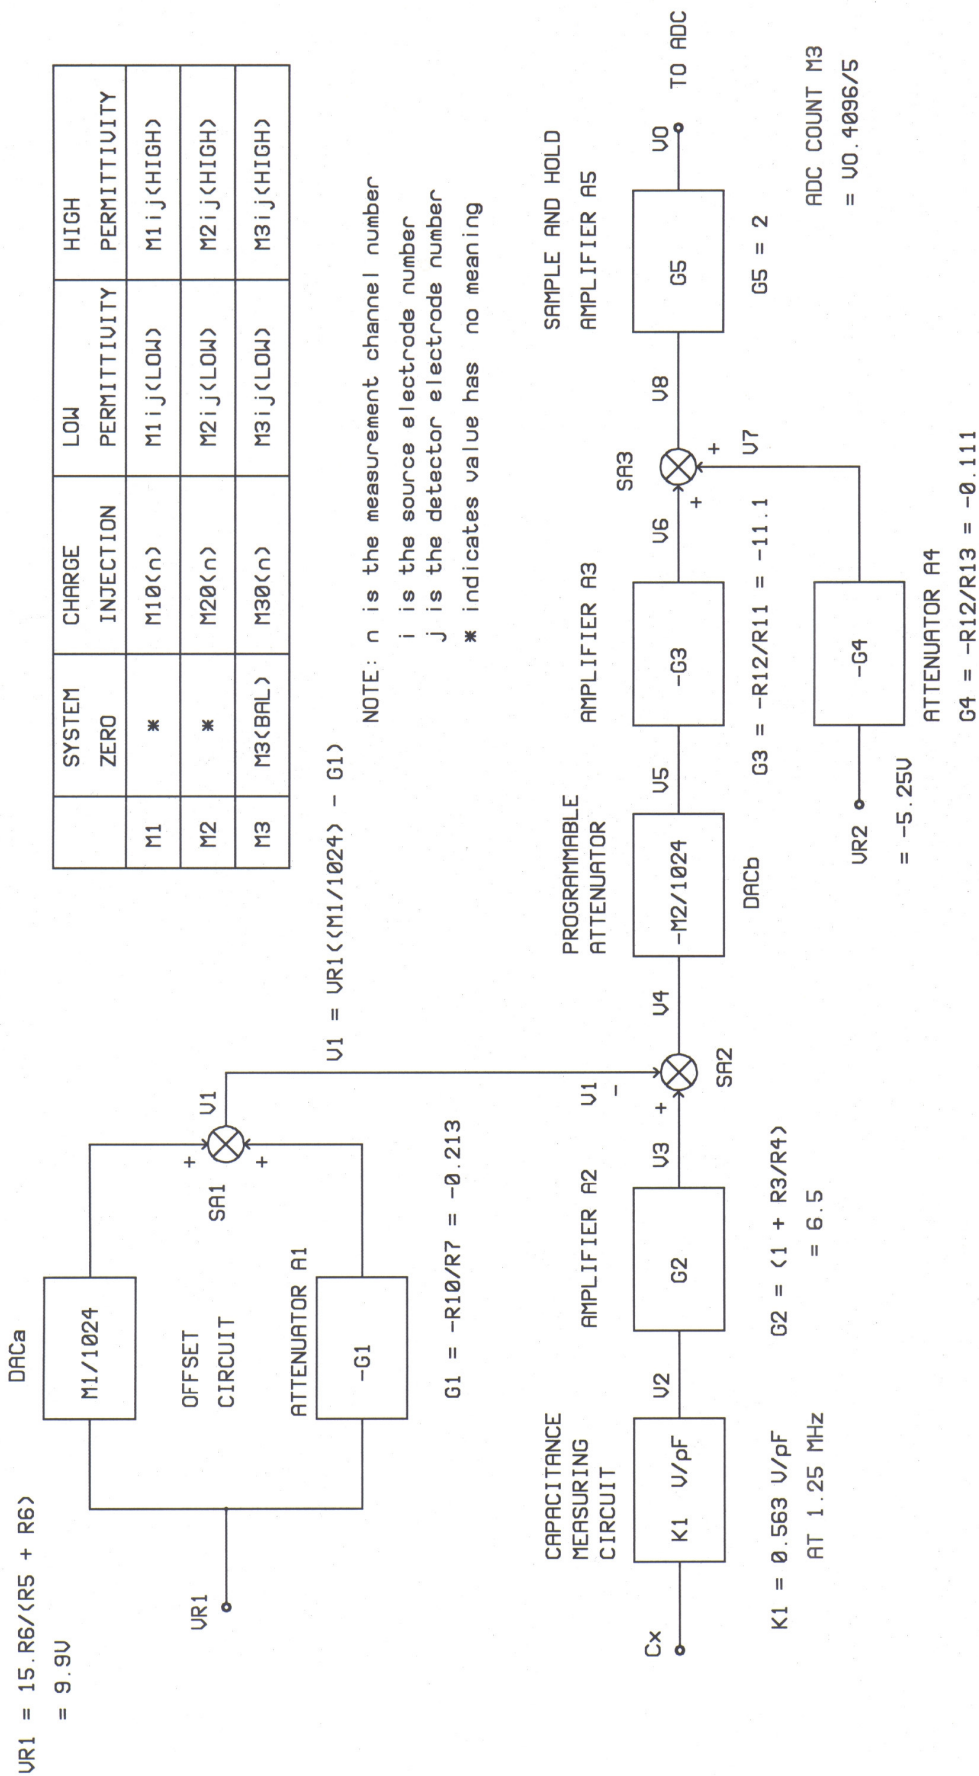 VR1 = 15.R6/(R5 + R6)
= 9.9V
DACa
M1/1024
VR1
OFFSET
CIRCUIT
SA1
+
+
V1
ATTENUATOR A1
-G1
G1 = -R10/R7 = -0.213
V1 = VR1((M1/1024) - G1)
SYSTEM ZERO	CHARGE INJECTION	LOW PERMITTIVITY	HIGH PERMITTIVITY
M1	*	M10(n)	M1ij(LOW)	M1ij(HIGH)
M2	*	M20(n)	M2ij(LOW)	M2ij(HIGH)
M3	M3(BAL)	M30(n)	M3ij(LOW)	M3ij(HIGH)
NOTE: n is the measurement channel number
i is the source electrode number
j is the detector electrode number
* indicates value has no meaning
CAPACITANCE
MEASURING
CIRCUIT
Cx
K1 V/pF
K1 = 0.563 V/pF
AT 1.25 MHz
V2
AMPLIFIER A2
G2
G2 = (1 + R3/R4)
= 6.5
V3
+
V1
-
SA2
V4
PROGRAMMABLE
ATTENUATOR
-M2/1024
DACb
V5
AMPLIFIER A3
-G3
G3 = -R12/R11 = -11.1
V6
+
SA3
+
V7
VR2
= -5.25V
-G4
ATTENUATOR A4
G4 = -R12/R13 = -0.111
V8
SAMPLE AND HOLD
AMPLIFIER A5
G5
G5 = 2
VO
TO ADC
ADC COUNT M3
= VO.4096/5